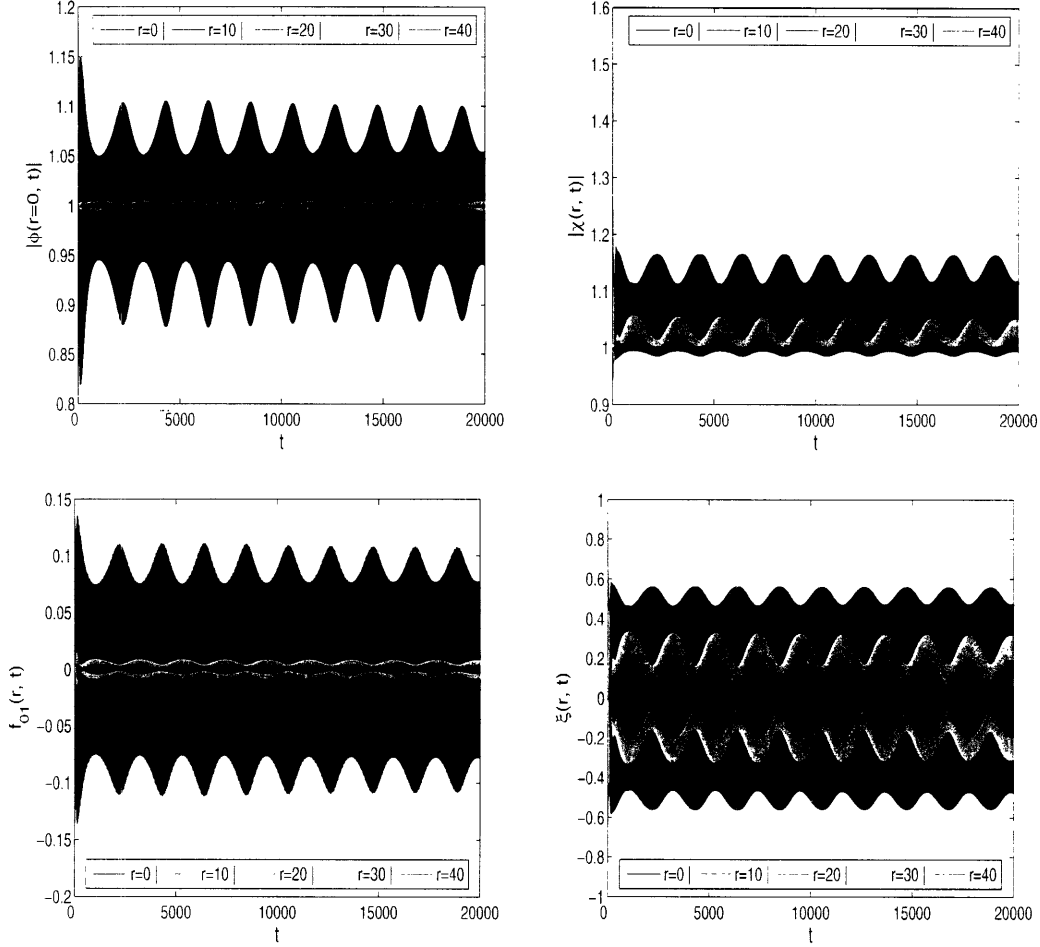 1.2
r=0 r=10 r=20 r=30 r=40
1.15
1.1
1.05
1
0.95
0.9
0.85
0.8
|ϕ(r=0, t)|
0 5000 10000 15000 20000
t
1.6
r=0 r=10 r=20 r=30 r=40
1.5
1.4
1.3
1.2
1.1
1
0.9
|χ(r, t)|
0 5000 10000 15000 20000
t
0.15
0.1
0.05
0
-0.05
-0.1
-0.15
-0.2
f01(r, t)
r=0 r=10 r=20 r=30 r=40
0 5000 10000 15000 20000
t
1
0.8
0.6
0.4
0.2
0
-0.2
-0.4
-0.6
-0.8
-1
ξ(r, t)
r=0 r=10 r=20 r=30 r=40
0 5000 10000 15000 20000
t